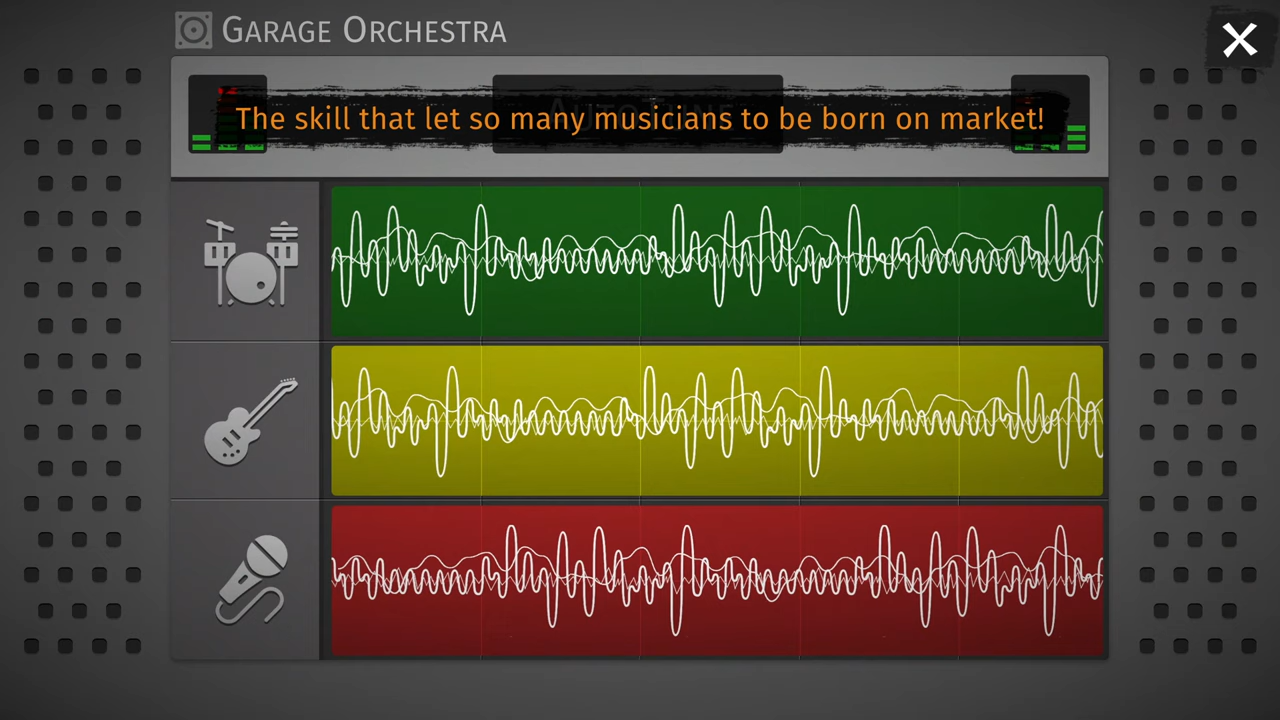 GARAGE ORCHESTRA
The skill that let so many musicians to be born on market!